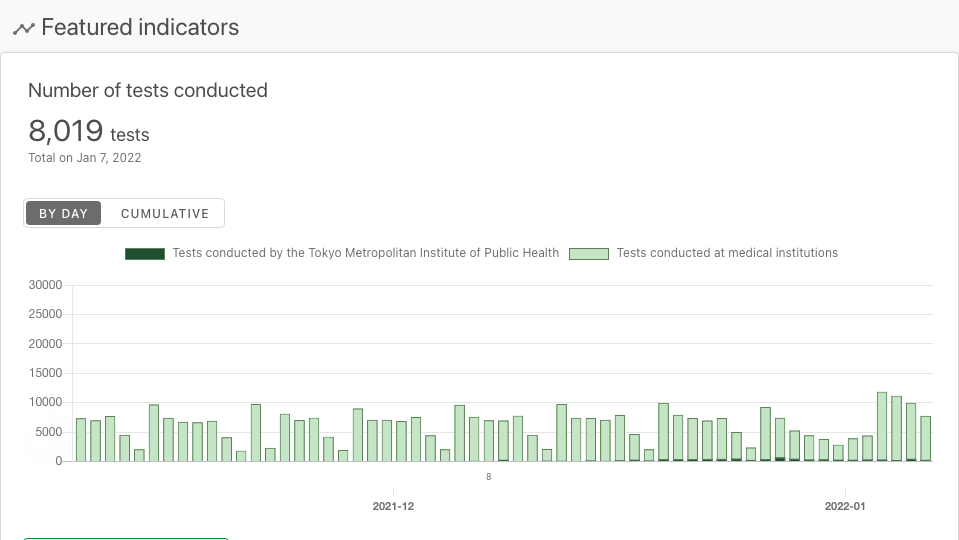 Featured indicators
Number of tests conducted
8,019 tests
Total on Jan 7, 2022
BY DAY CUMULATIVE
Tests conducted by the Tokyo Metropolitan Institute of Public Health Tests conducted at medical institutions
30000
25000
20000
15000
10000
5000
0
8
2021-12 2022-01